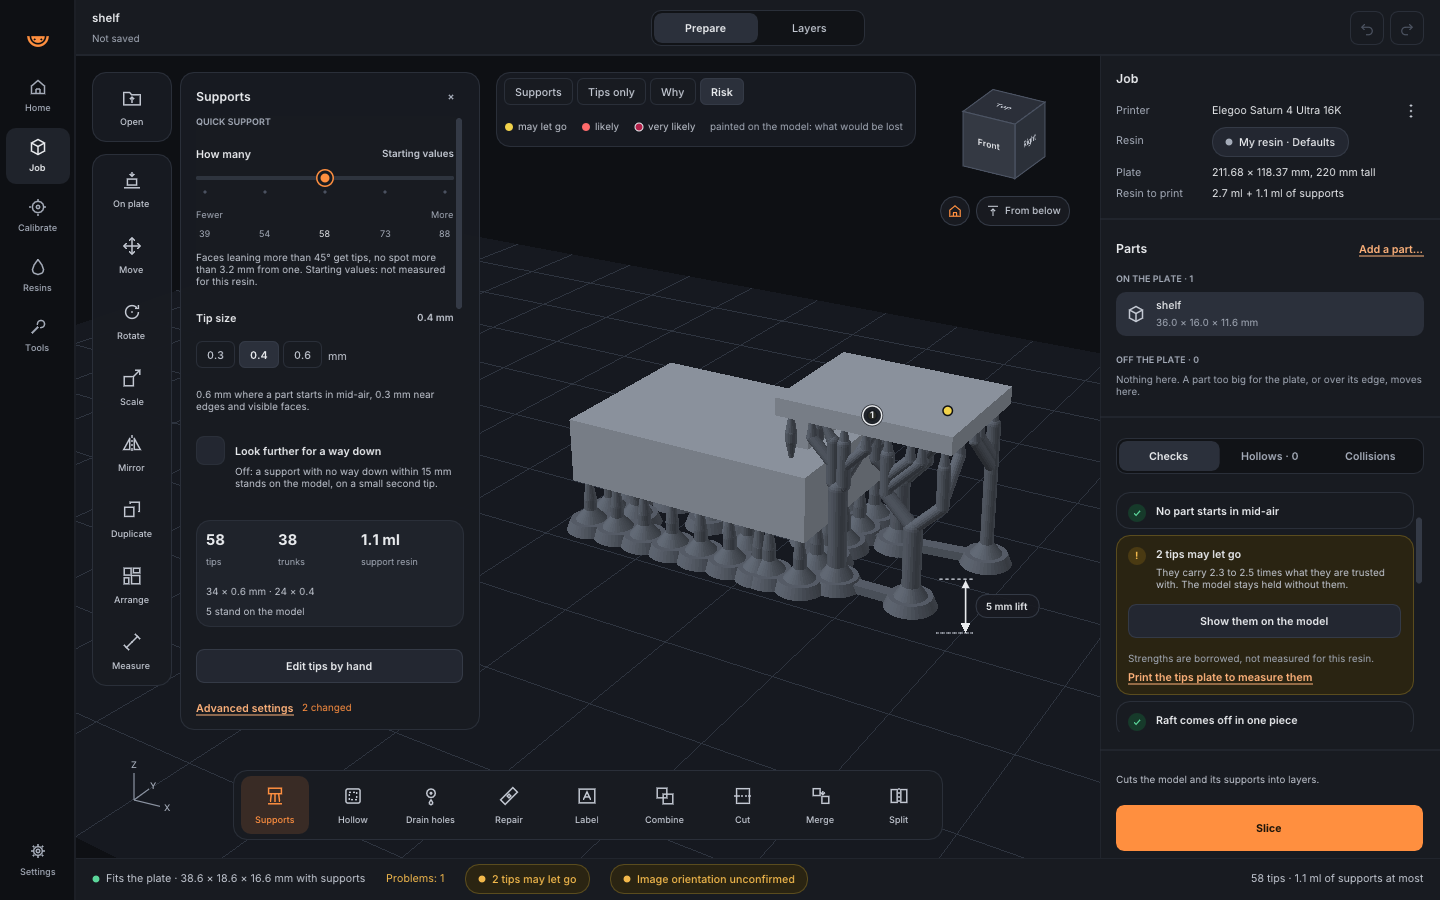 shelf
Not saved
Prepare
Layers
Home
Job
Calibrate
Resins
Tools
Settings
Open
On plate
Move
Rotate
Scale
Mirror
Duplicate
Arrange
Measure
Supports
×
QUICK SUPPORT
How many
Starting values
Fewer
More
39 54 58 73 88
Faces leaning more than 45° get tips, no spot more
than 3.2 mm from one. Starting values: not measured
for this resin.
Tip size
0.4 mm
0.3 0.4 0.6 mm
0.6 mm where a part starts in mid-air, 0.3 mm near
edges and visible faces.
Look further for a way down
Off: a support with no way down within 15 mm
stands on the model, on a small second tip.
58 38 1.1 ml
tips trunks support resin
34 × 0.6 mm · 24 × 0.4
5 stand on the model
Edit tips by hand
Advanced settings 2 changed
Supports Tips only Why Risk
may let go likely very likely painted on the model: what would be lost
Top
Front
Right
From below
1
5 mm lift
Z
Y
X
Supports
Hollow
Drain holes
Repair
Label
Combine
Cut
Merge
Split
Job
Printer Elegoo Saturn 4 Ultra 16K
Resin My resin · Defaults
Plate 211.68 × 118.37 mm, 220 mm tall
Resin to print 2.7 ml + 1.1 ml of supports
Parts
Add a part...
ON THE PLATE · 1
shelf
36.0 × 16.0 × 11.6 mm
OFF THE PLATE · 0
Nothing here. A part too big for the plate, or over its edge, moves
here.
Checks Hollows · 0 Collisions
No part starts in mid-air
2 tips may let go
They carry 2.3 to 2.5 times what they are trusted
with. The model stays held without them.
Show them on the model
Strengths are borrowed, not measured for this resin.
Print the tips plate to measure them
Raft comes off in one piece
Cuts the model and its supports into layers.
Slice
Fits the plate · 38.6 × 18.6 × 16.6 mm with supports
Problems: 1
2 tips may let go
Image orientation unconfirmed
58 tips · 1.1 ml of supports at most